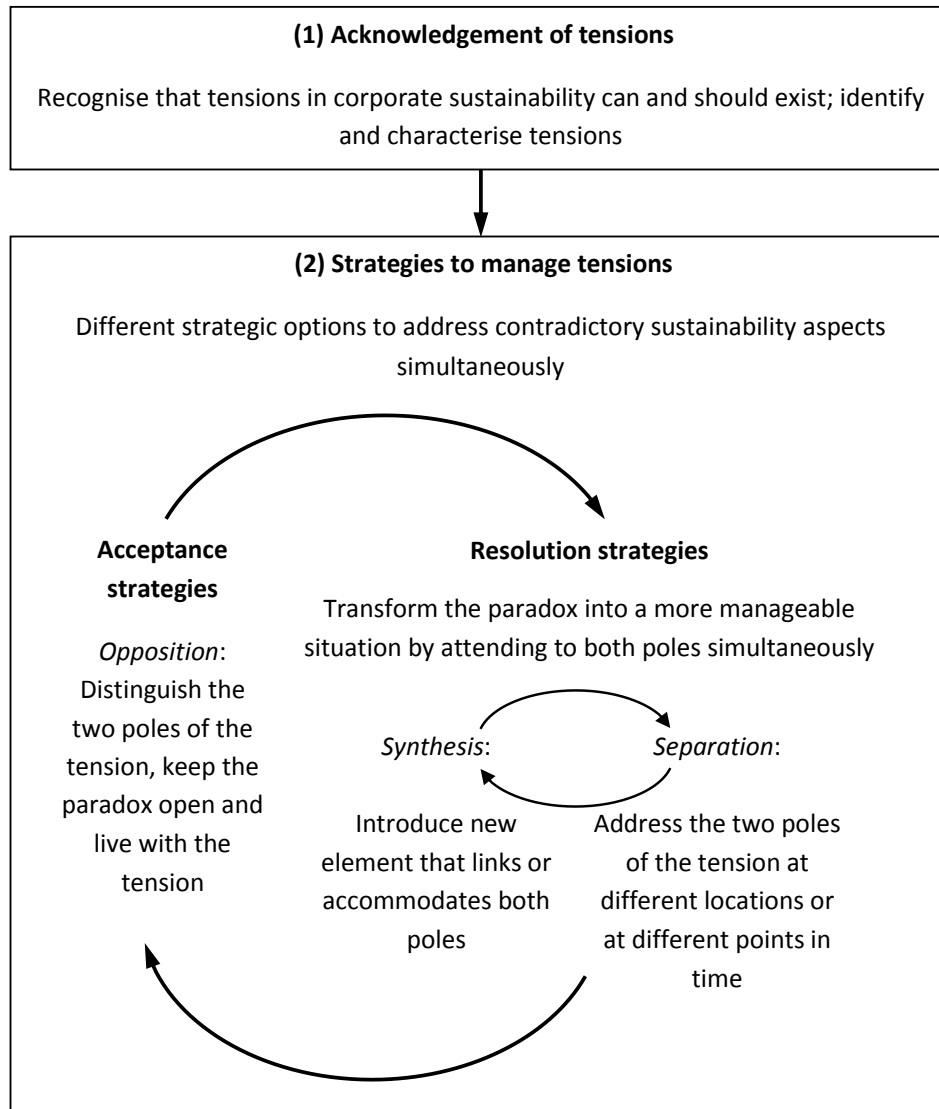 (1) Acknowledgement of tensions
Recognise that tensions in corporate sustainability can and should exist; identify
and characterise tensions
(2) Strategies to manage tensions
Different strategic options to address contradictory sustainability aspects
simultaneously
Acceptance
strategies
Opposition:
Distinguish the
two poles of the
tension, keep the
paradox open and
live with the
tension
Resolution strategies
Transform the paradox into a more manageable
situation by attending to both poles simultaneously
Synthesis:
Introduce new
element that links or
accommodates both
poles
Separation:
Address the two poles
of the tension at
different locations or
at different points in
time